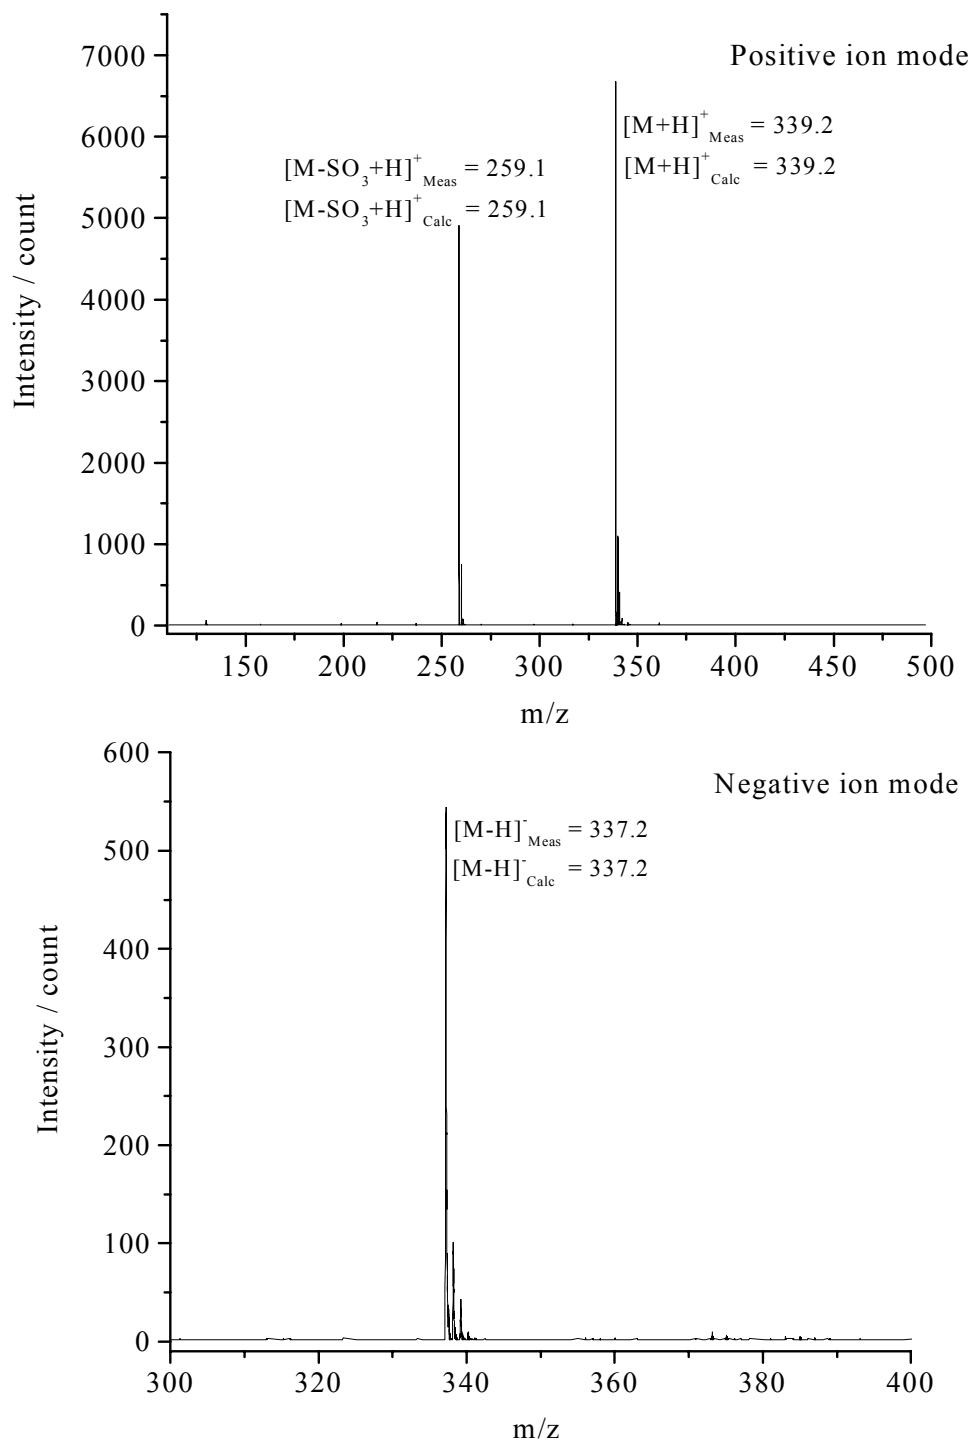 Positive ion mode
7000
6000
5000
4000
3000
2000
1000
0
Intensity / count
[M+H]⁺Meas = 339.2
[M+H]⁺Calc = 339.2
[M-SO₃+H]⁺Meas = 259.1
[M-SO₃+H]⁺Calc = 259.1
150 200 250 300 350 400 450 500
m/z
Negative ion mode
600
500
400
300
200
100
0
Intensity / count
[M-H]⁻Meas = 337.2
[M-H]⁻Calc = 337.2
300 320 340 360 380 400
m/z